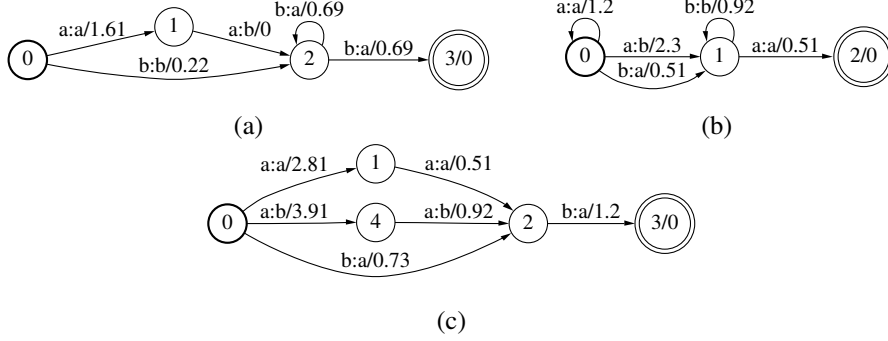 a:a/1.61
1
a:b/0
b:a/0.69
0
b:b/0.22
2
b:a/0.69
3/0
(a)
a:a/1.2
b:b/0.92
0
a:b/2.3
b:a/0.51
1
a:a/0.51
2/0
(b)
a:a/2.81
1
a:a/0.51
0
a:b/3.91
4
a:b/0.92
2
b:a/1.2
3/0
b:a/0.73
(c)